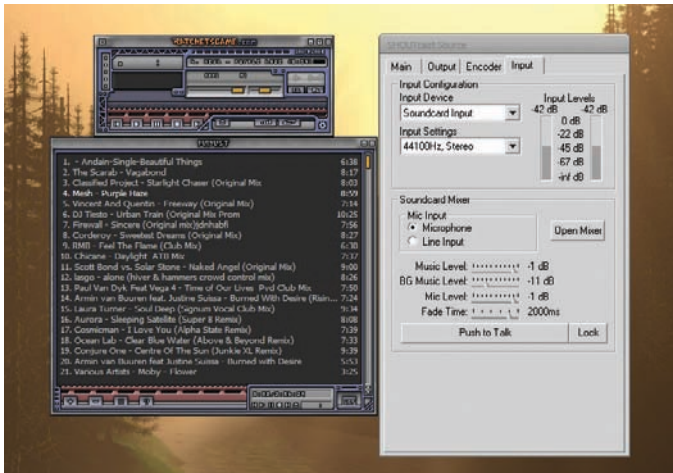 RATCHETSGAME.com
PLAYLIST
1. - Andain-Single-Beautiful Things 6:38
2. The Scarab - Vagabond 8:17
3. Classified Project - Starlight Chaser (Original Mix 8:03
4. Mesh - Purple Haze 8:59
5. Vincent And Quentin - Freeway (Original Mix) 7:14
6. DJ Tiesto - Urban Train (Original Mix Prom 10:25
7. Firewall - Sincere (Original mix)jdnhabfi 7:56
8. Corderoy - Sweetest Dreams (Original Mix) 8:27
9. RMB - Feel The Flame (Club Mix) 6:30
10. Chicane - Daylight ATB Mix 7:37
11. Scott Bond vs. Solar Stone - Naked Angel (Original Mix) 9:00
12. Iasgo - alone (hiver & hammers crowd control mix) 8:26
13. Paul Van Dyk Feat Vega 4 - Time of Our Lives Pvd Club Mix 7:50
14. Armin van Buuren feat. Justine Suissa - Burned With Desire (Risin... 7:24
15. Laura Turner - Soul Deep (Signum Vocal Club Mix) 9:34
16. Aurora - Sleeping Satellite (Super 8 Remix) 8:08
17. Cosmicman - I Love You (Alpha State Remix) 7:39
18. Ocean Lab - Clear Blue Water (Above & Beyond Remix) 7:33
19. Conjure One - Centre Of The Sun (Junkie XL Remix) 9:39
20. Armin van Buuren feat Justine Suissa - Burned with Desire 5:53
21. Various Artists - Moby - Flower 3:25
SHOUTcast Source
Main Output Encoder Input
Input Configuration
Input Device Input Levels
Soundcard Input -42 dB -42 dB
0 dB
Input Settings -22 dB
44100Hz, Stereo -45 dB
-67 dB
-inf dB
Soundcard Mixer
Mic Input
Microphone Open Mixer
Line Input
Music Level: -1 dB
BG Music Level: -11 dB
Mic Level: -1 dB
Fade Time: 2000ms
Push to Talk Lock